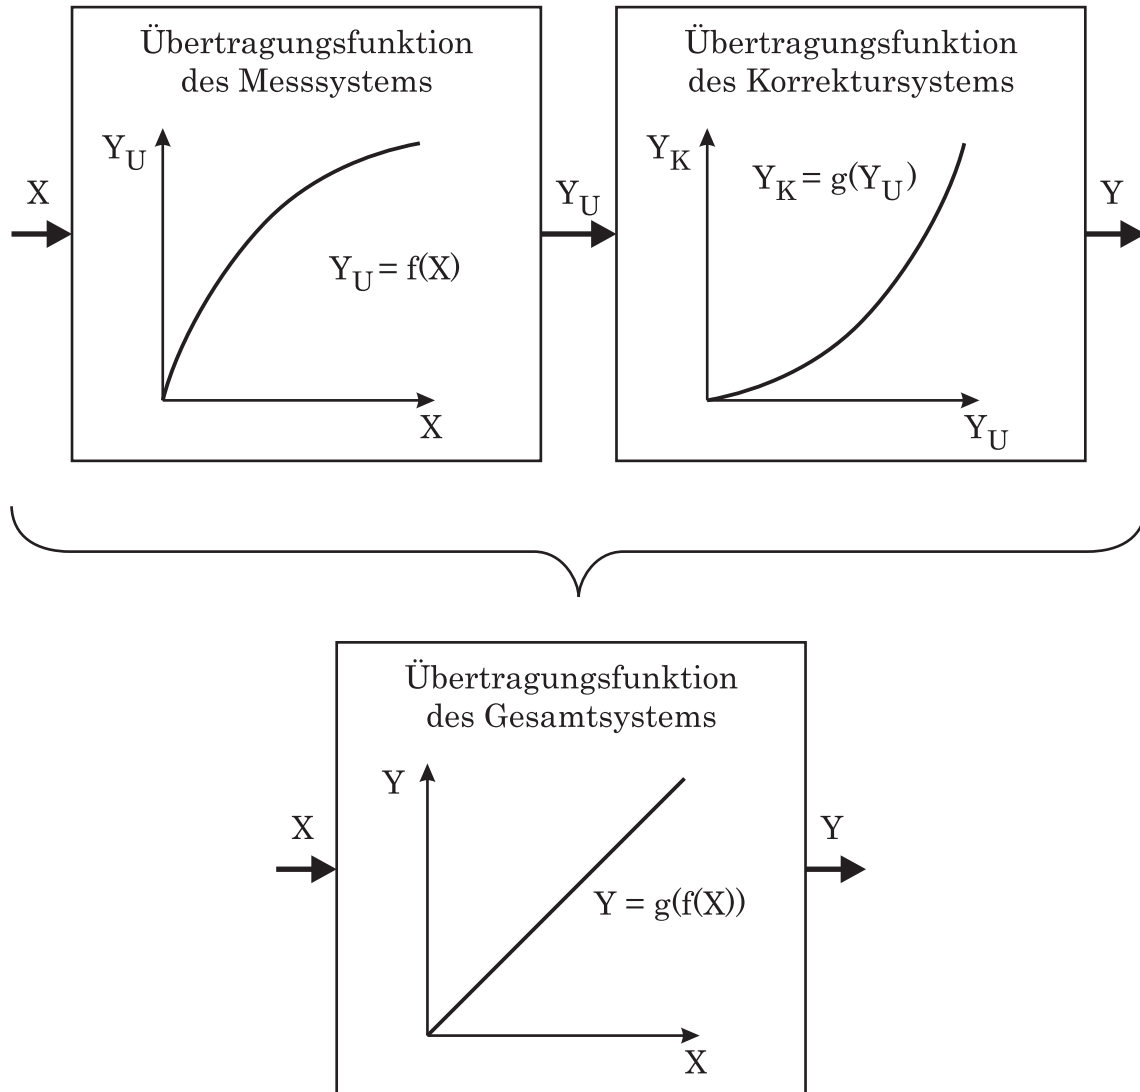 Übertragungsfunktion
des Messsystems
Y_U
Y_U = f(X)
X
X
Y_U
Übertragungsfunktion
des Korrektursystems
Y_K
Y_K = g(Y_U)
Y_U
Y
Übertragungsfunktion
des Gesamtsystems
Y
X
Y = g(f(X))
X
Y